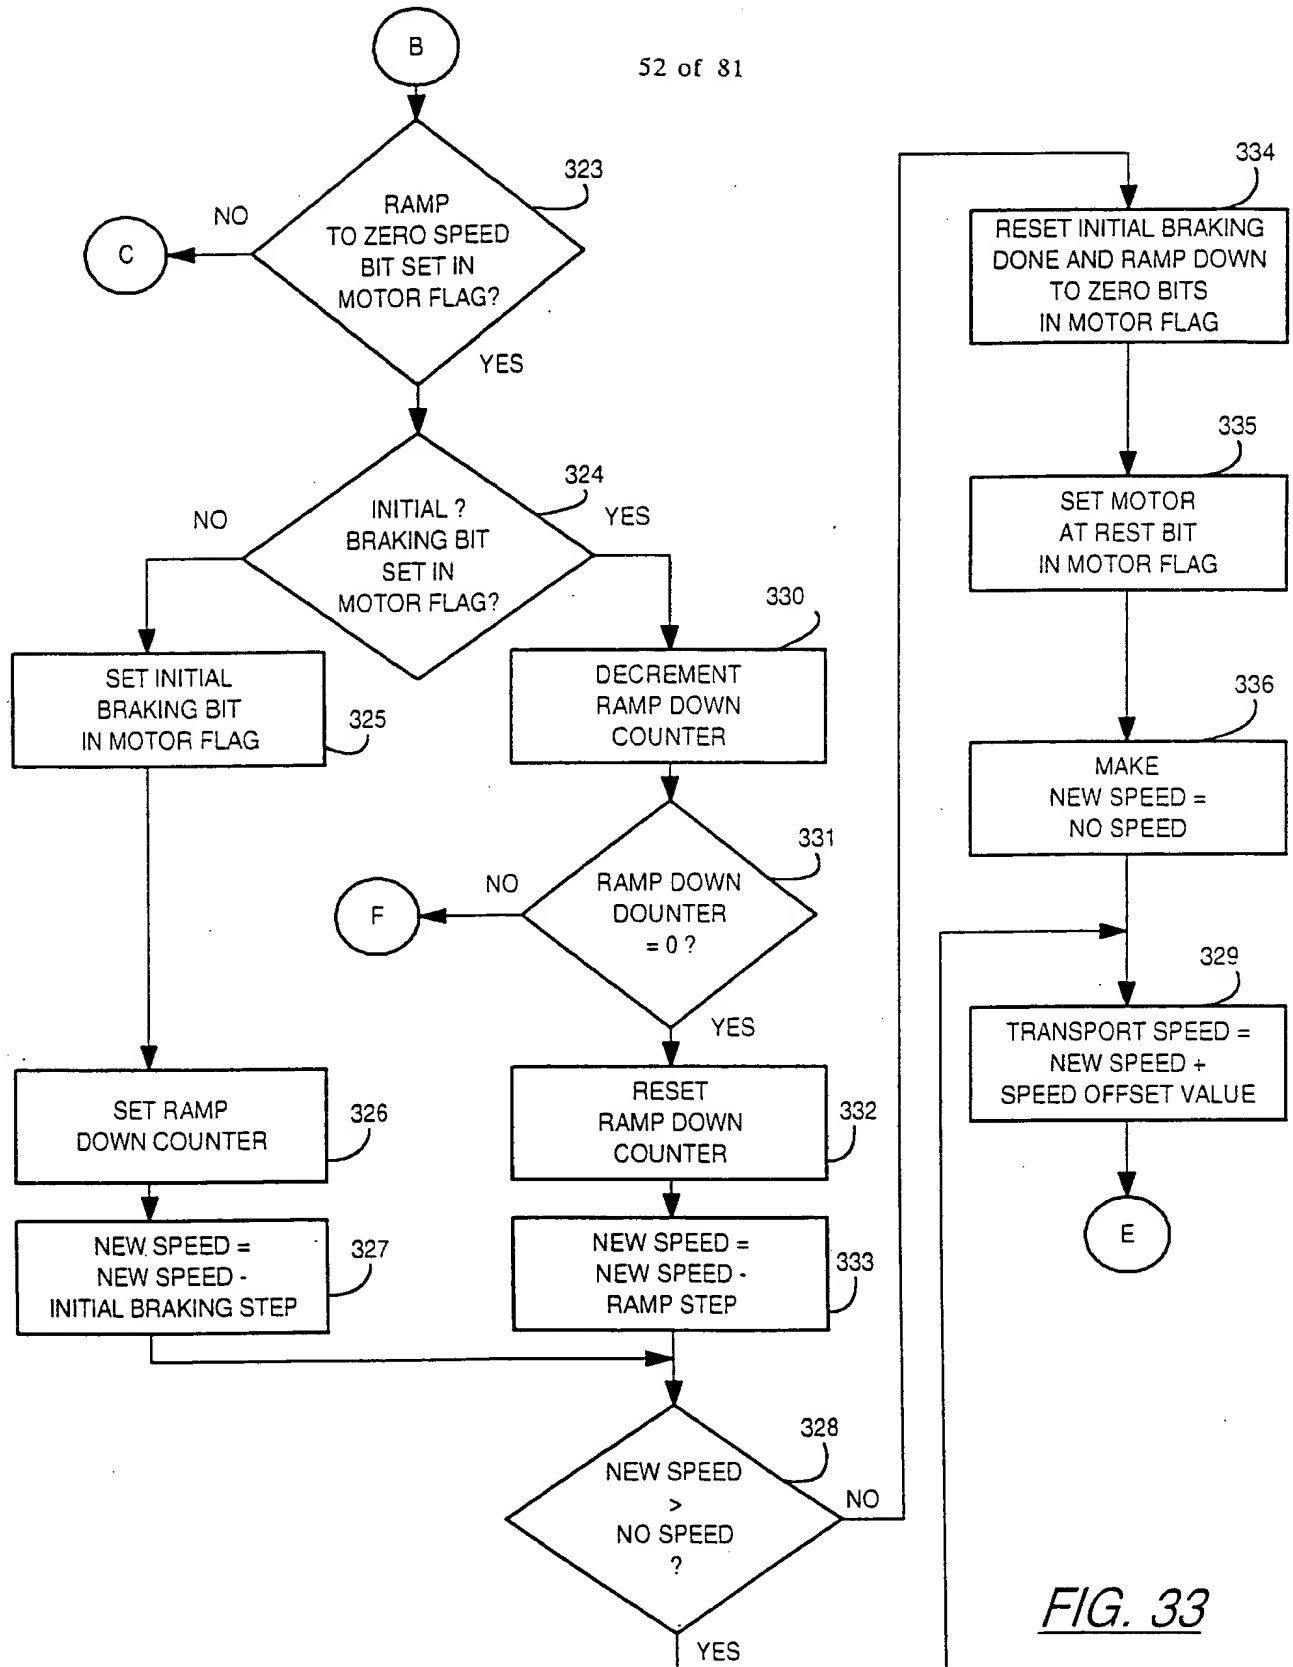 B
52 of 81
323
RAMP
TO ZERO SPEED
BIT SET IN
MOTOR FLAG?
NO
C
YES
324
INITIAL ?
BRAKING BIT
SET IN
MOTOR FLAG?
NO
YES
SET INITIAL
BRAKING BIT
IN MOTOR FLAG
325
330
DECREMENT
RAMP DOWN
COUNTER
331
RAMP DOWN
DOUNTER
= 0 ?
NO
F
YES
SET RAMP
DOWN COUNTER
326
RESET
RAMP DOWN
COUNTER
332
NEW SPEED =
NEW SPEED -
INITIAL BRAKING STEP
327
NEW SPEED =
NEW SPEED -
RAMP STEP
333
328
NEW SPEED
>
NO SPEED
?
NO
YES
334
RESET INITIAL BRAKING
DONE AND RAMP DOWN
TO ZERO BITS
IN MOTOR FLAG
335
SET MOTOR
AT REST BIT
IN MOTOR FLAG
336
MAKE
NEW SPEED =
NO SPEED
329
TRANSPORT SPEED =
NEW SPEED +
SPEED OFFSET VALUE
E
FIG. 33